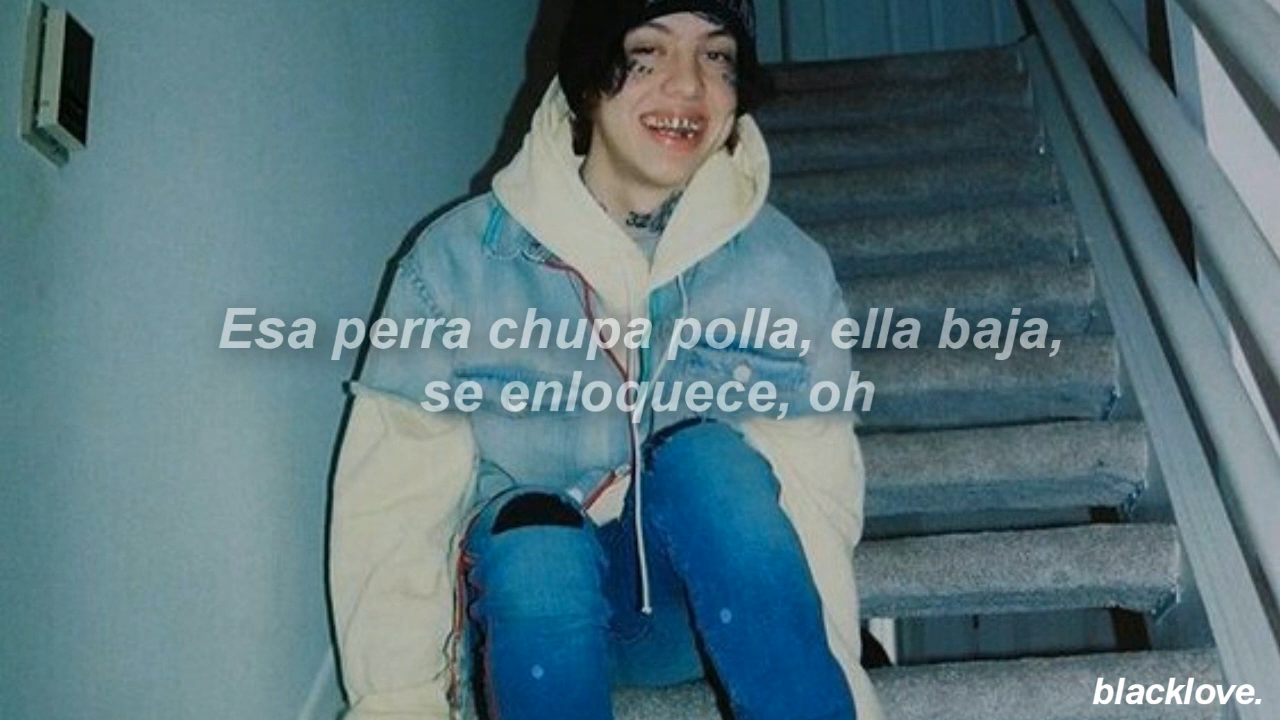 Esa perra chupa polla, ella baja,
se enloquece, oh
blacklove.